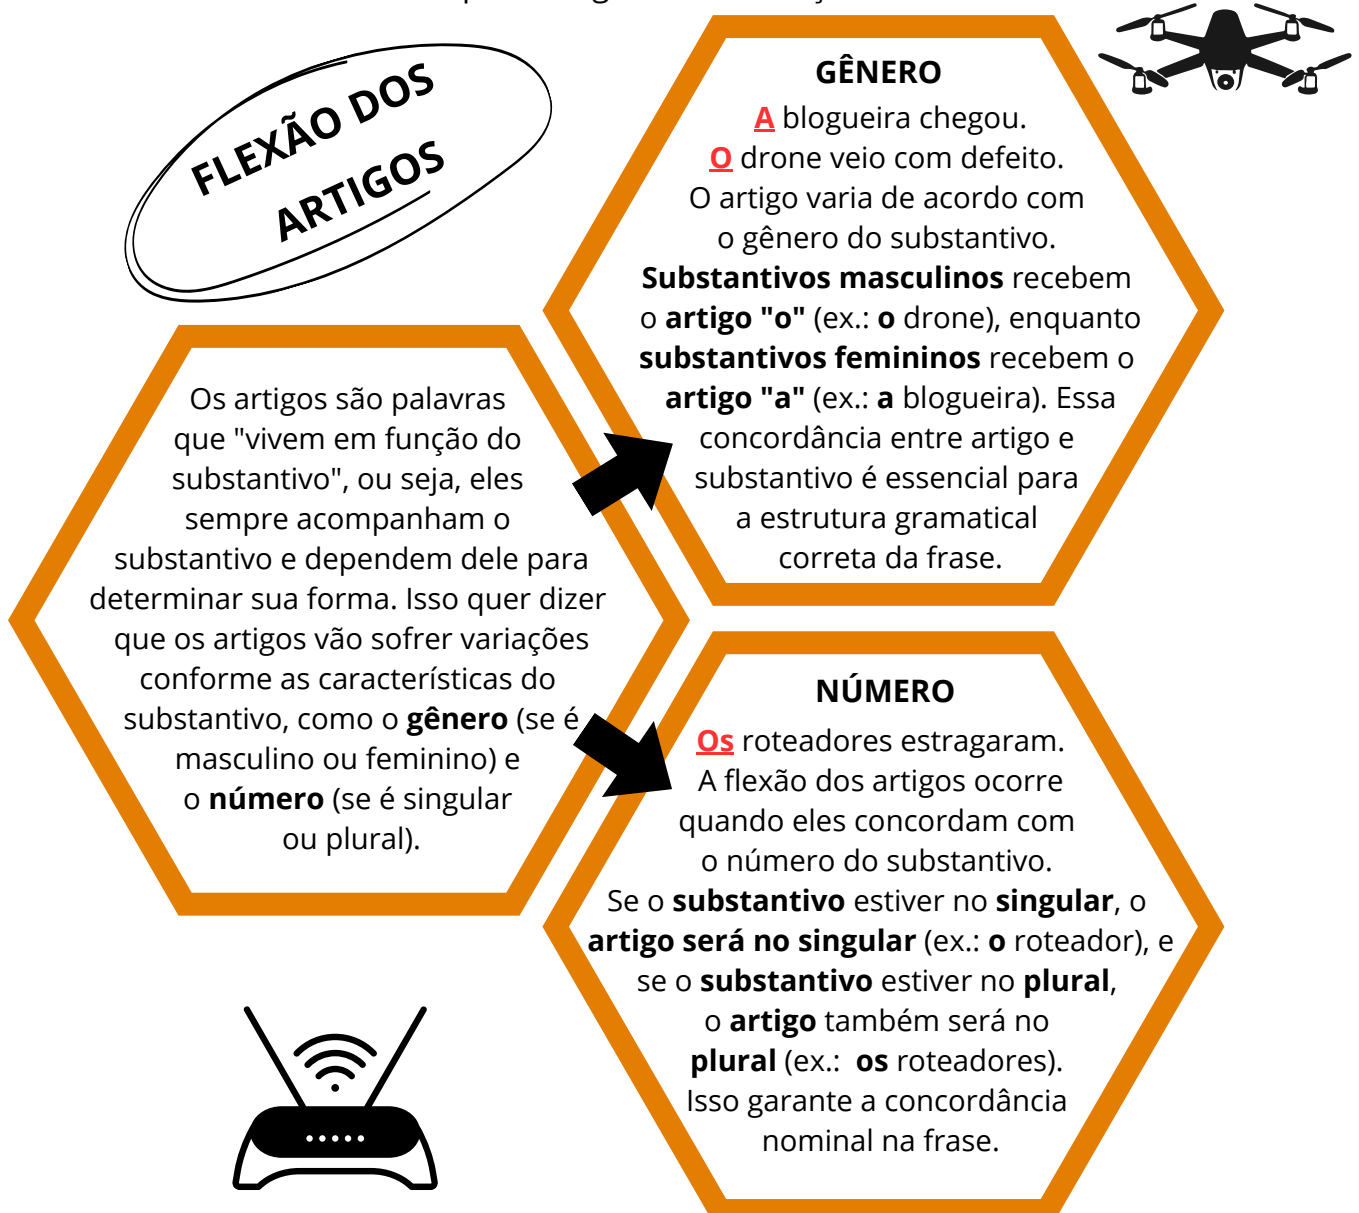 FLEXÃO DOS
ARTIGOS
Os artigos são palavras
que "vivem em função do
substantivo", ou seja, eles
sempre acompanham o
substantivo e dependem dele para
determinar sua forma. Isso quer dizer
que os artigos vão sofrer variações
conforme as características do
substantivo, como o gênero (se é
masculino ou feminino) e
o número (se é singular
ou plural).
GÊNERO
A blogueira chegou.
O drone veio com defeito.
O artigo varia de acordo com
o gênero do substantivo.
Substantivos masculinos recebem
o artigo "o" (ex.: o drone), enquanto
substantivos femininos recebem o
artigo "a" (ex.: a blogueira). Essa
concordância entre artigo e
substantivo é essencial para
a estrutura gramatical
correta da frase.
NÚMERO
Os roteadores estragaram.
A flexão dos artigos ocorre
quando eles concordam com
o número do substantivo.
Se o substantivo estiver no singular, o
artigo será no singular (ex.: o roteador), e
se o substantivo estiver no plural,
o artigo também será no
plural (ex.:  os roteadores).
Isso garante a concordância
nominal na frase.